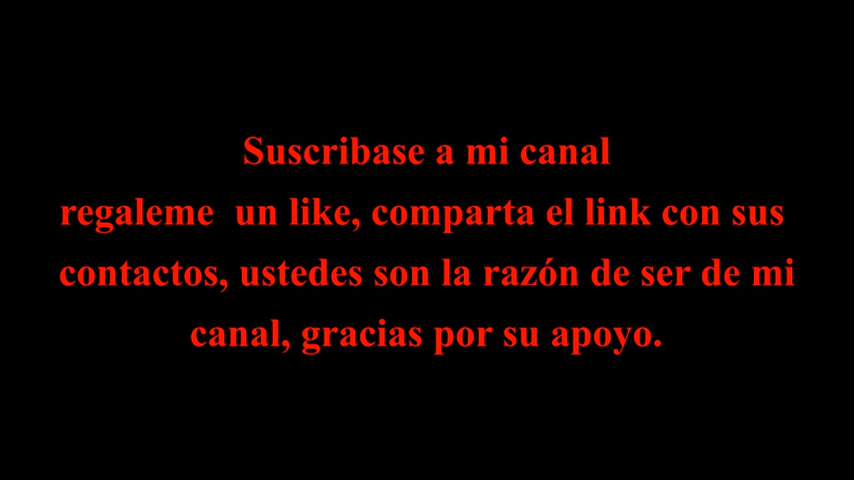 Suscribase a mi canal
regaleme  un like, comparta el link con sus
contactos, ustedes son la razón de ser de mi
canal, gracias por su apoyo.